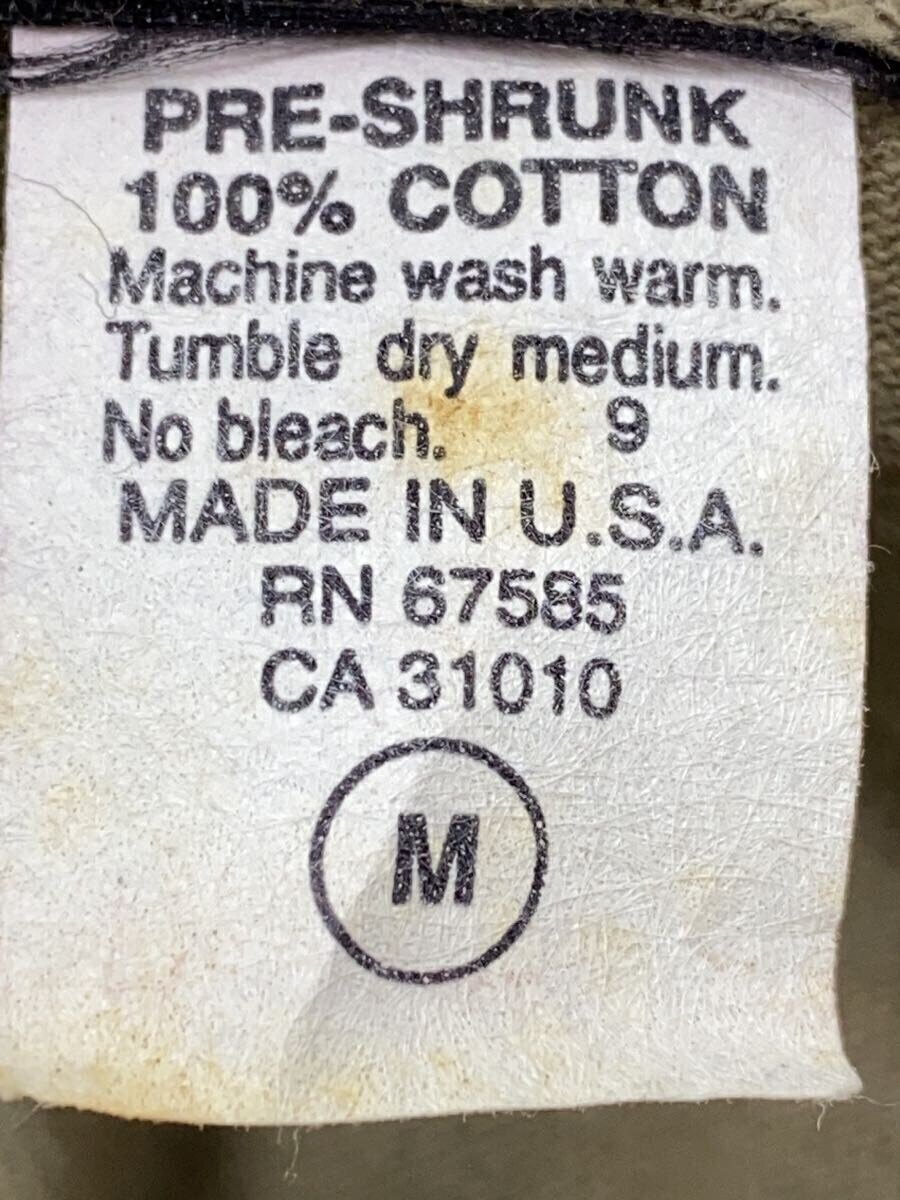 PRE-SHRUNK
100% COTTON
Machine wash warm.
Tumble dry medium.
No bleach. 9
MADE IN U.S.A.
RN 67585
CA 31010
M